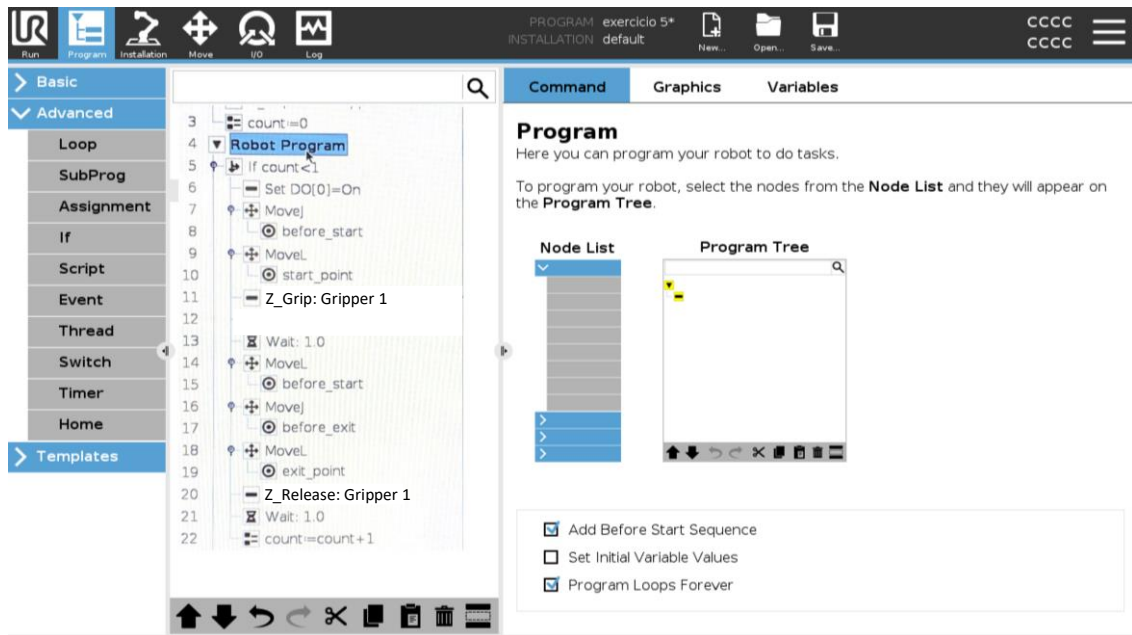 PROGRAM exercicio 5*
INSTALLATION default
New...
Open...
Save...
CCCC
CCCC
UR
Run
Program
Installation
Move
I/O
Log
Basic
Advanced
Loop
SubProg
Assignment
If
Script
Event
Thread
Switch
Timer
Home
Templates
3 count:=0
4 Robot Program
5 If count<1
6 Set DO[0]=On
7 MoveJ
8 before_start
9 MoveL
10 start_point
11 Z_Grip: Gripper 1
12
13 Wait: 1.0
14 MoveL
15 before_start
16 MoveJ
17 before_exit
18 MoveL
19 exit_point
20 Z_Release: Gripper 1
21 Wait: 1.0
22 count:=count+1
Command
Graphics
Variables
Program
Here you can program your robot to do tasks.
To program your robot, select the nodes from the Node List and they will appear on
the Program Tree.
Node List
Program Tree
Add Before Start Sequence
Set Initial Variable Values
Program Loops Forever